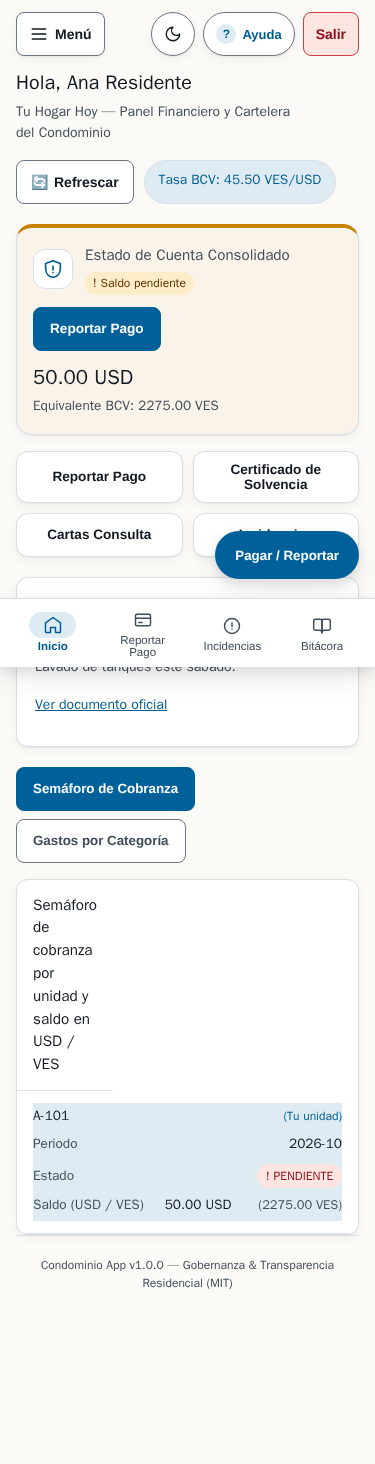 Menú
? Ayuda
Salir
Hola, Ana Residente
Tu Hogar Hoy — Panel Financiero y Cartelera
del Condominio
Refrescar
Tasa BCV: 45.50 VES/USD
Estado de Cuenta Consolidado
! Saldo pendiente
Reportar Pago
50.00 USD
Equivalente BCV: 2275.00 VES
Reportar Pago
Certificado de
Solvencia
Cartas Consulta
Pagar / Reportar
Inicio
Reportar
Pago
Incidencias
Bitácora
Lavado de tanques este sábado.
Ver documento oficial
Semáforo de Cobranza
Gastos por Categoría
Semáforo
de
cobranza
por
unidad y
saldo en
USD /
VES
A-101 (Tu unidad)
Periodo 2026-10
Estado ! PENDIENTE
Saldo (USD / VES) 50.00 USD (2275.00 VES)
Condominio App v1.0.0 — Gobernanza & Transparencia
Residencial (MIT)